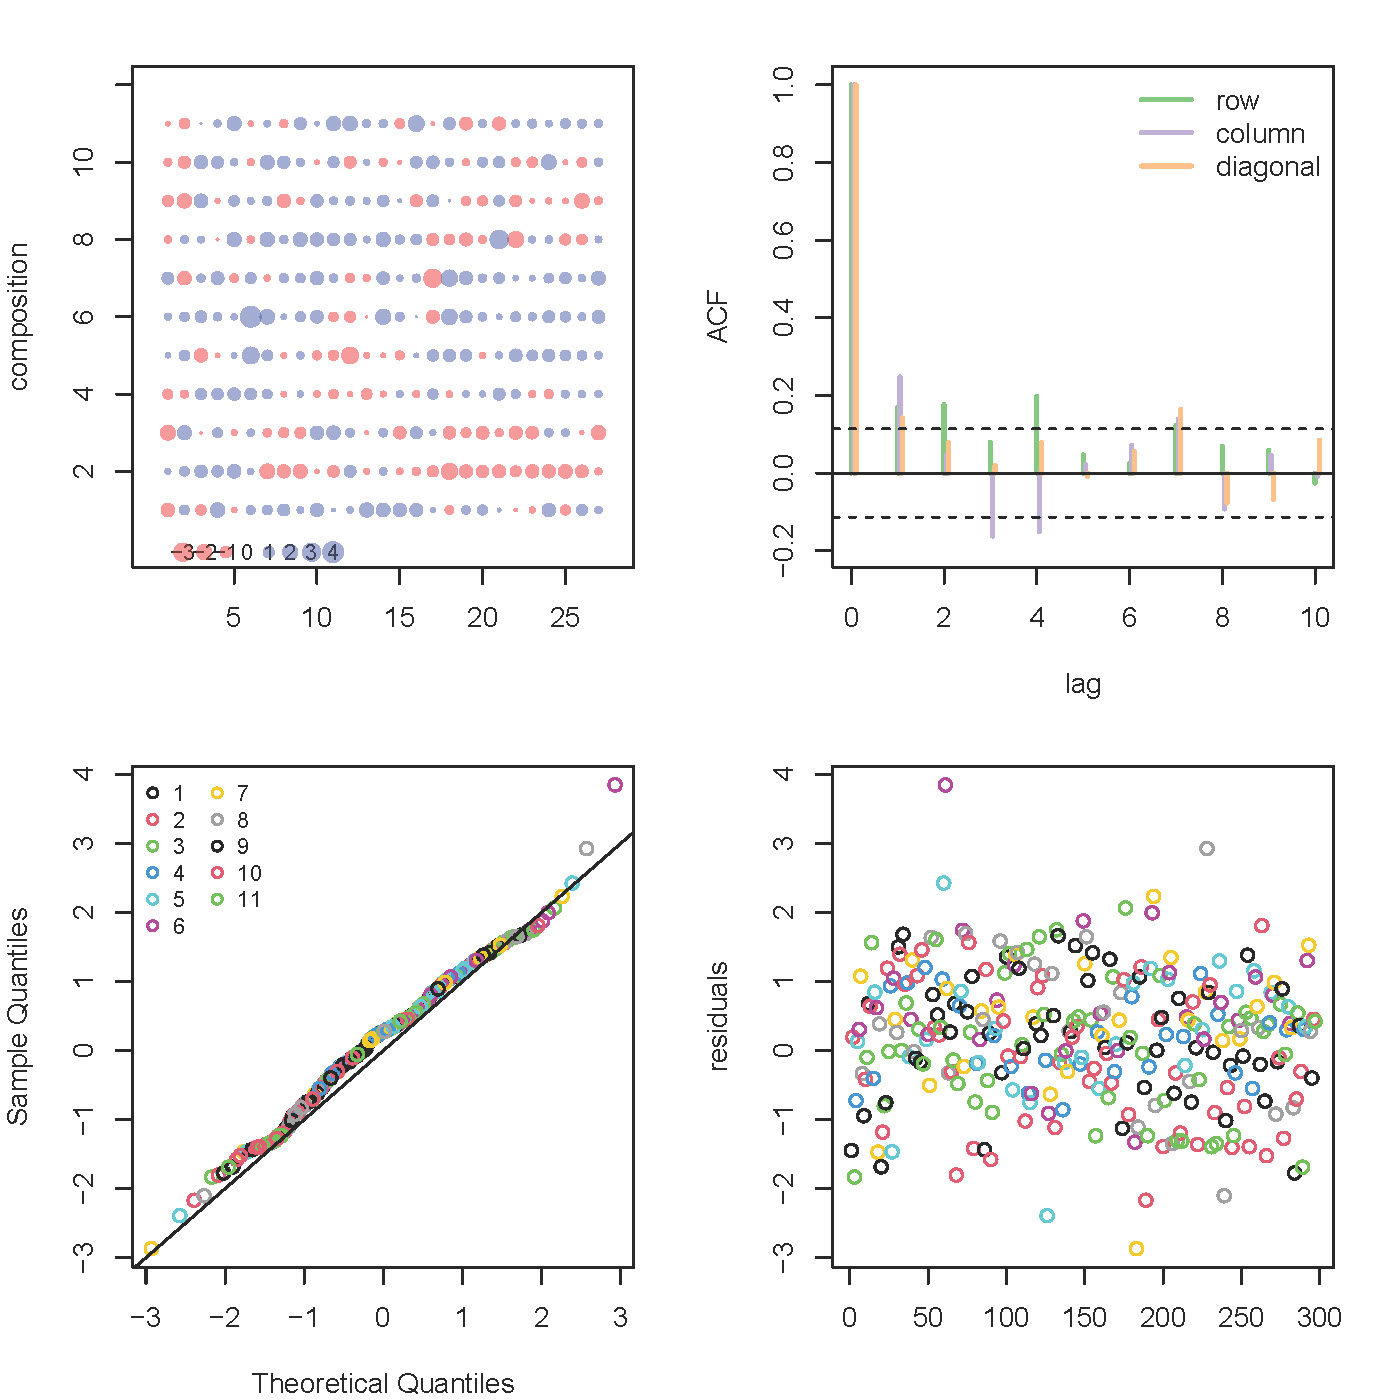 composition
10
8
6
4
2
-3 -2 -1 0 1 2 3 4
5 10 15 20 25
ACF
1.0
0.8
0.6
0.4
0.2
0.0
−0.2
row
column
diagonal
0 2 4 6 8 10
lag
Sample Quantiles
4
3
2
1
0
−1
−2
−3
1 7
2 8
3 9
4 10
5 11
6
−3 −2 −1 0 1 2 3
Theoretical Quantiles
residuals
4
3
2
1
0
−1
−2
−3
0 50 100 150 200 250 300